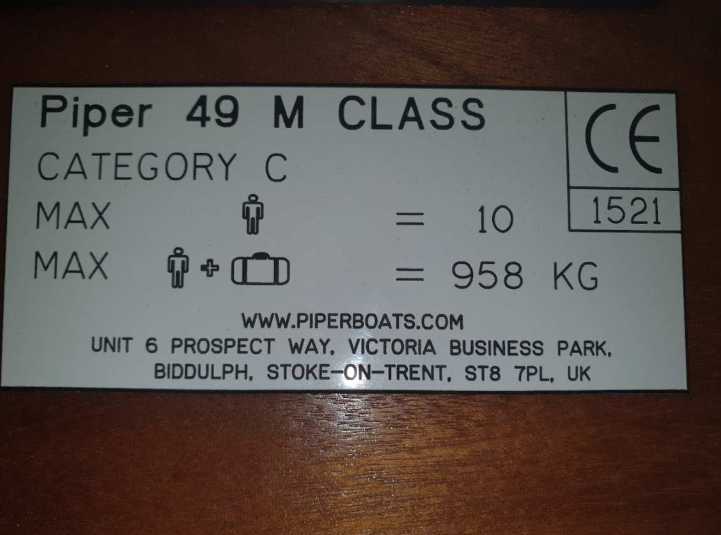 Piper 49 M CLASS
CE
CATEGORY C
1521
MAX = 10
MAX + = 958 KG
WWW.PIPERBOATS.COM
UNIT 6 PROSPECT WAY, VICTORIA BUSINESS PARK,
BIDDULPH, STOKE-ON-TRENT, ST8 7PL, UK